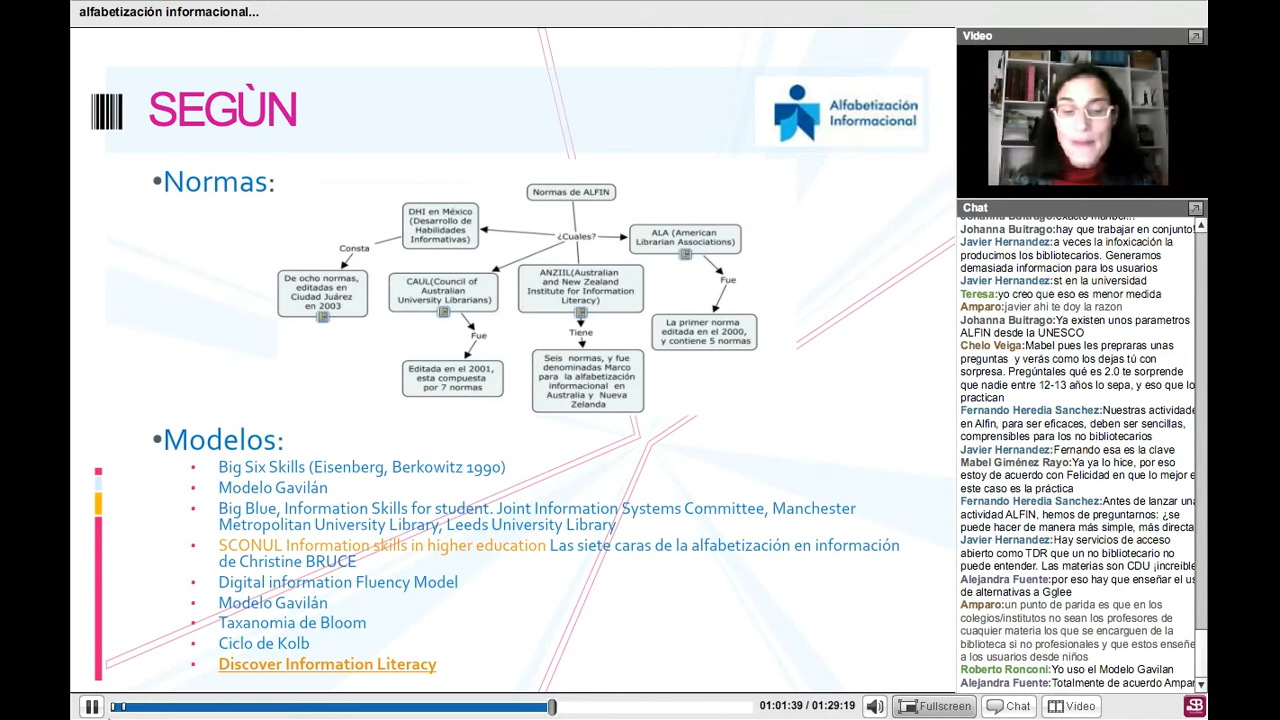 alfabetización informacional...
SEGÙN
Alfabetización
Informacional
•Normas:
Normas de ALFIN
¿Cuales?
DHI en México
(Desarrollo de
Habilidades
Informativas)
Consta
De ocho normas,
editadas en
Ciudad Juárez
en 2003
CAUL(Council of
Australian
University Librarians)
Fue
Editada en el 2001,
esta compuesta
por 7 normas
ANZIIL(Australian
and New Zealand
Institute for Information
Literacy)
Tiene
Seis normas, y fue
denominadas Marco
para la alfabetización
informacional en
Australia y Nueva
Zelanda
ALA (American
Librarian Associations)
Fue
La primer norma
editada en el 2000,
y contiene 5 normas
•Modelos:
• Big Six Skills (Eisenberg, Berkowitz 1990)
• Modelo Gavilán
• Big Blue, Information Skills for student. Joint Information Systems Committee, Manchester
Metropolitan University Library, Leeds University Library
• SCONUL Information skills in higher education Las siete caras de la alfabetización en información
de Christine BRUCE
• Digital information Fluency Model
• Modelo Gavilán
• Taxanomia de Bloom
• Ciclo de Kolb
• Discover Information Literacy
Video
Chat
Johanna Buitrago:exacto maribel...
Johanna Buitrago:hay que trabajar en conjunto!
Javier Hernandez:a veces la infoxicación la
producimos los bibliotecarios. Generamos
demasiada informacion para los usuarios
Javier Hernandez:st en la universidad
Teresa:yo creo que eso es menor medida
Amparo:javier ahi te doy la razon
Johanna Buitrago:Ya existen unos parametros
ALFIN desde la UNESCO
Chelo Veiga:Mabel pues les prepraras unas
preguntas y verás como los dejas tú con
sorpresa. Pregúntales qué es 2.0 te sorprende
que nadie entre 12-13 años lo sepa, y eso que lo
practican
Fernando Heredia Sanchez:Nuestras actividade
en Alfin, para ser eficaces, deben ser sencillas,
comprensibles para los no bibliotecarios
Javier Hernandez:Fernando esa es la clave
Mabel Giménez Rayo:Ya ya lo hice, por eso
estoy de acuerdo con Felicidad en que lo mejor e
este caso es la práctica
Fernando Heredia Sanchez:Antes de lanzar una
actividad ALFIN, hemos de preguntarnos: ¿se
puede hacer de manera más simple, más directa
Javier Hernandez:Hay servicios de acceso
abierto como TDR que un no bibliotecario no
puede entender. Las materias son CDU ¡increible
Alejandra Fuente:por eso hay que enseñar el us
de alternativas a Gglee
Amparo:un punto de parida es que en los
colegios/institutos no sean los profesores de
cuaquier materia los que se encarguen de la
biblioteca si no profesionales y que estos enseñe
a los usuarios desde niños
Roberto Ronconi:Yo uso el Modelo Gavilan
Alejandra Fuente:Totalmente de acuerdo Ampar
01:01:39 / 01:29:19
Fullscreen
Chat
Video
SB